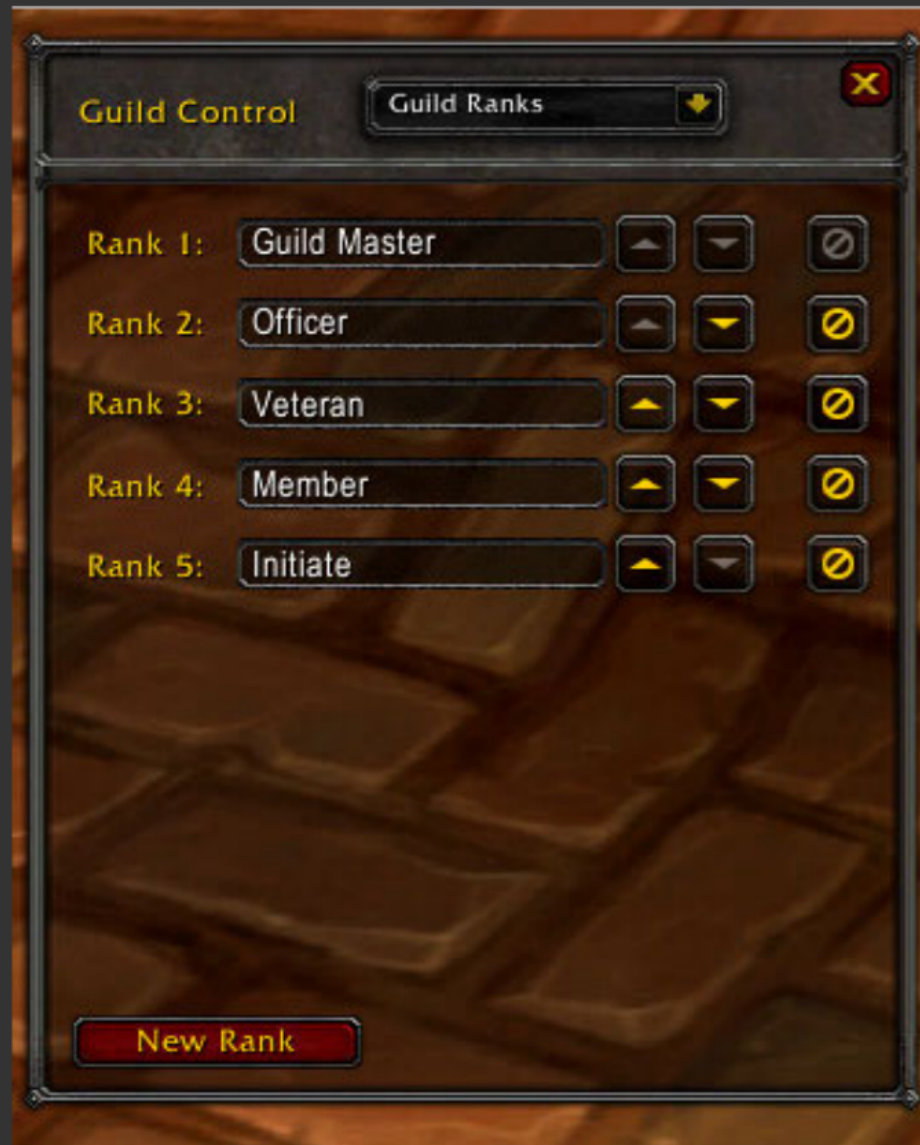 Guild Control
Guild Ranks
Rank 1: Guild Master
Rank 2: Officer
Rank 3: Veteran
Rank 4: Member
Rank 5: Initiate
New Rank